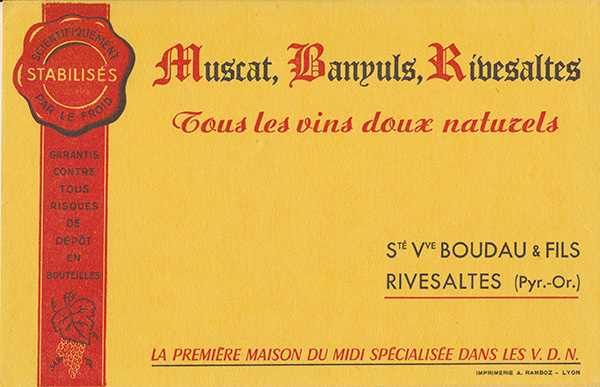 SCIENTIFIQUEMENT
STABILISÉS
PAR LE FROID
GARANTIS
CONTRE
TOUS
RISQUES
DE
DEPÔT
EN
BOUTEILLES
Muscat, Banyuls, Rivesaltes
Tous les vins doux naturels
STÉ VVE BOUDAU & FILS
RIVESALTES (Pyr.-Or.)
LA PREMIÈRE MAISON DU MIDI SPÉCIALISÉE DANS LES V. D. N.
IMPRIMERIE A. RAMBOZ - LYON